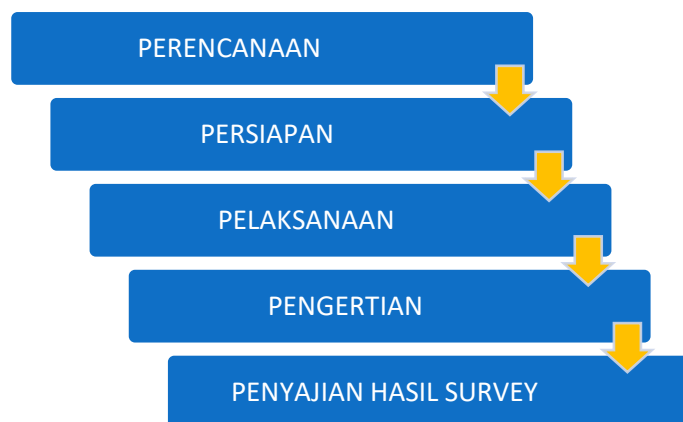 PERENCANAAN
PERSIAPAN
PELAKSANAAN
PENGERTIAN
PENYAJIAN HASIL SURVEY